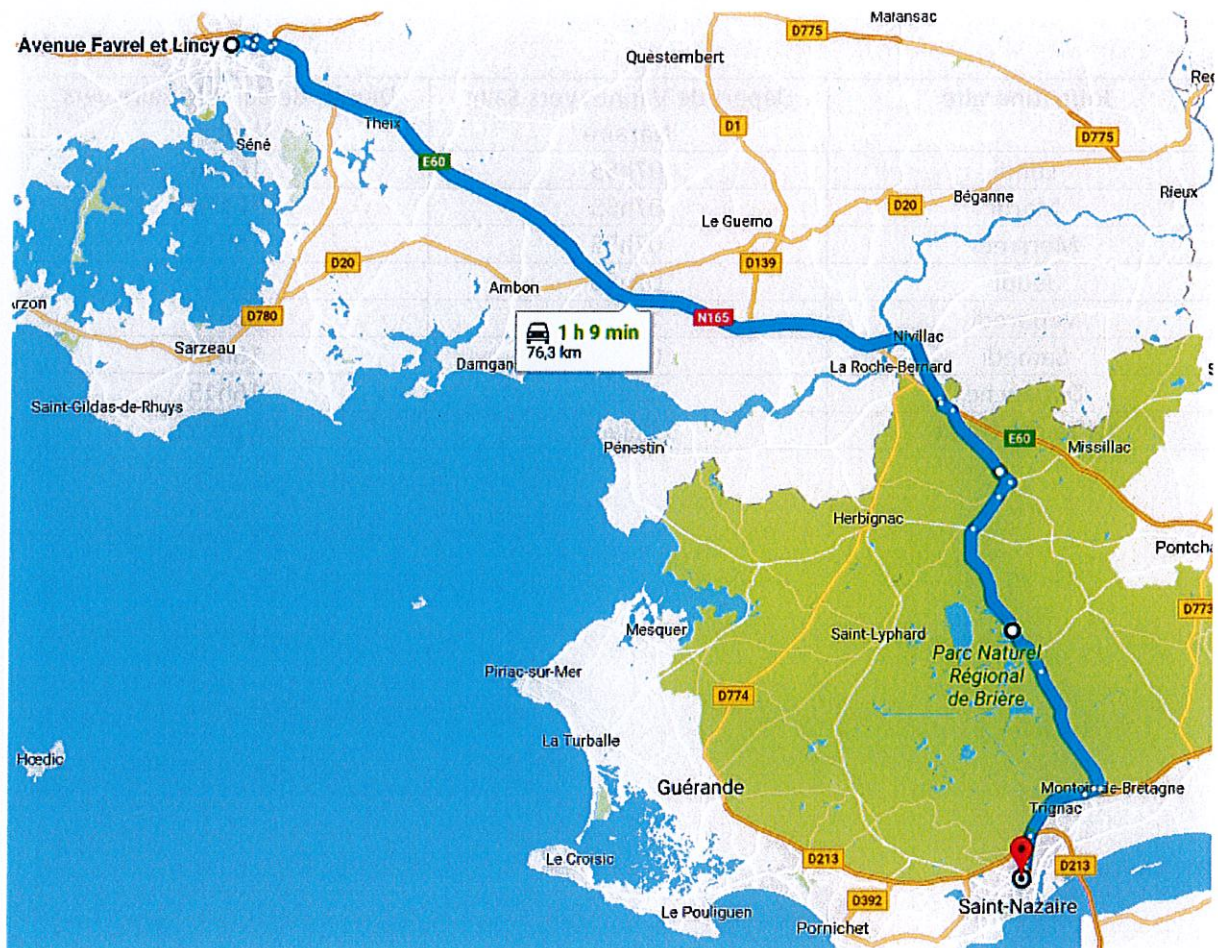 Malansac
D775
Avenue Favrel et Lincy
Questembert
Theix
D1
D775
Séné
E60
Béganne
Rieux
D20
Le Guerno
D20
D139
Ambon
D780
N165
1 h 9 min
76,3 km
Nivillac
Sarzeau
Damgan
La Roche-Bernard
Saint-Gildas-de-Rhuys
E60
Missillac
Pénestin
Herbignac
D773
Mesquer
Saint-Lyphard
Parc Naturel
Régional
de Brière
Piriac-sur-Mer
D774
La Turballe
Hœdic
Guérande
Montoir-de-Bretagne
Trignac
Le Croisic
D213
D213
D392
Saint-Nazaire
Le Pouliguen
Pornichet